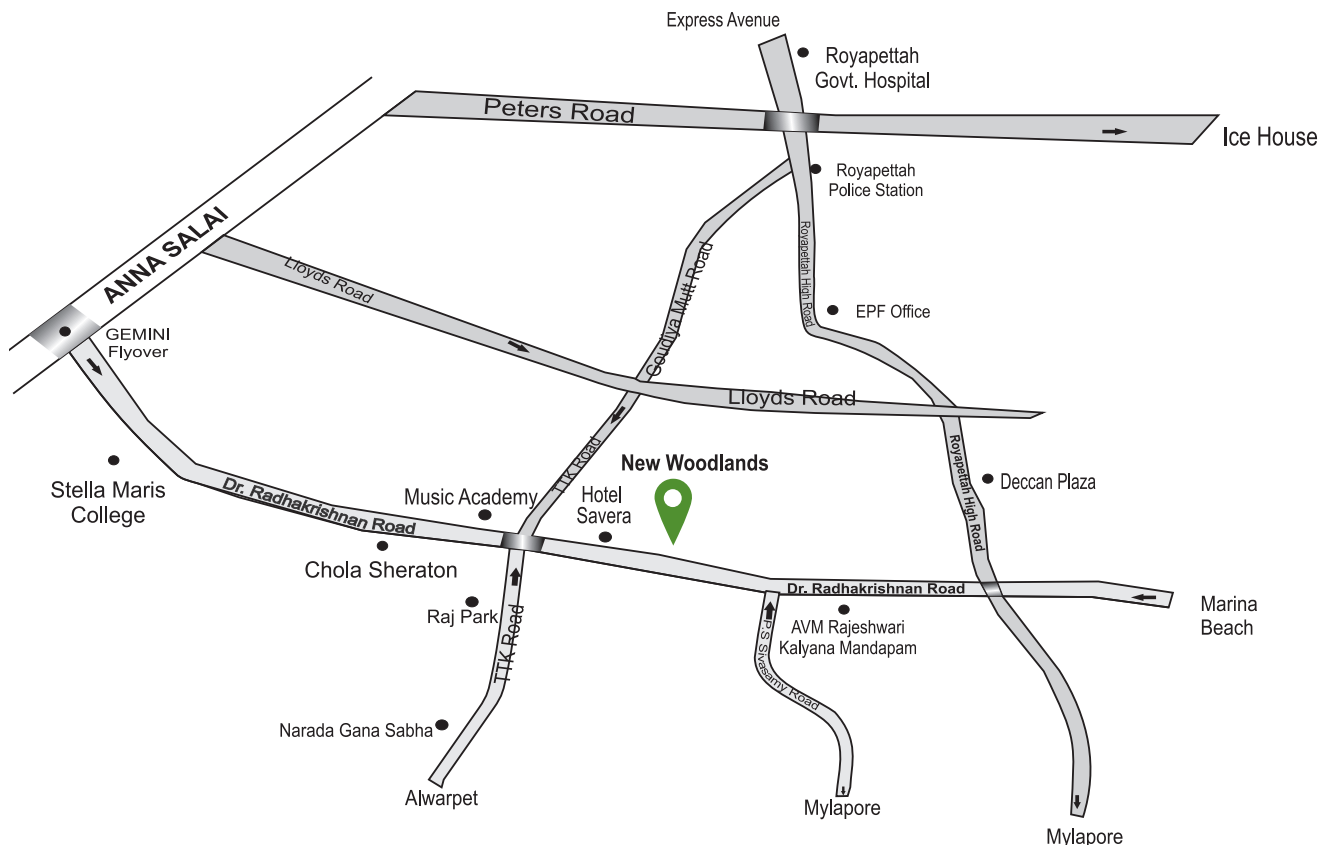 Express Avenue
Royapettah
Govt. Hospital
Peters Road
Ice House
Royapettah
Police Station
ANNA SALAI
Lloyds Road
Goudiya Mutt Road
Royapettah High Road
EPF Office
GEMINI
Flyover
Lloyds Road
TTK Road
New Woodlands
Royapettah High Road
Deccan Plaza
Stella Maris
College
Dr. Radhakrishnan Road
Music Academy
Hotel
Savera
Chola Sheraton
Dr. Radhakrishnan Road
Marina
Beach
Raj Park
TTK Road
P.S.Sivasamy Road
AVM Rajeshwari
Kalyana Mandapam
Narada Gana Sabha
Alwarpet
Mylapore
Mylapore